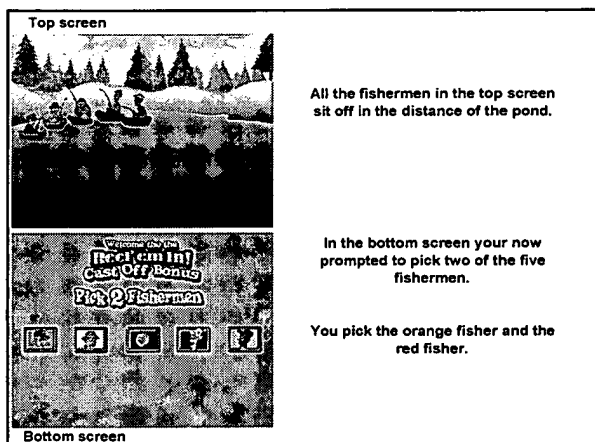 Top screen
All the fishermen in the top screen
sit off in the distance of the pond.
Welcome the the
Reel'em In!
Cast Off Bonus
Pick 2 Fishermen
In the bottom screen your now
prompted to pick two of the five
fishermen.
You pick the orange fisher and the
red fisher.
Bottom screen